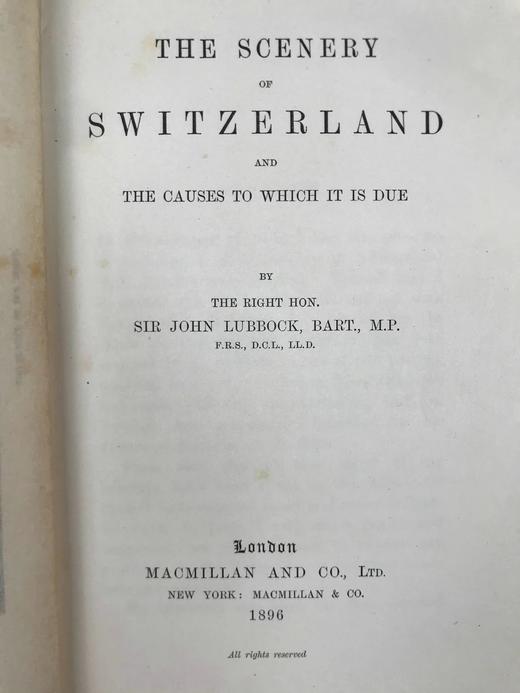 THE SCENERY
OF
SWITZERLAND
AND
THE CAUSES TO WHICH IT IS DUE
BY
THE RIGHT HON.
SIR JOHN LUBBOCK, BART., M.P.
F.R.S., D.C.L., LL.D.
London
MACMILLAN AND CO., LTD.
NEW YORK: MACMILLAN & CO.
1896
All rights reserved